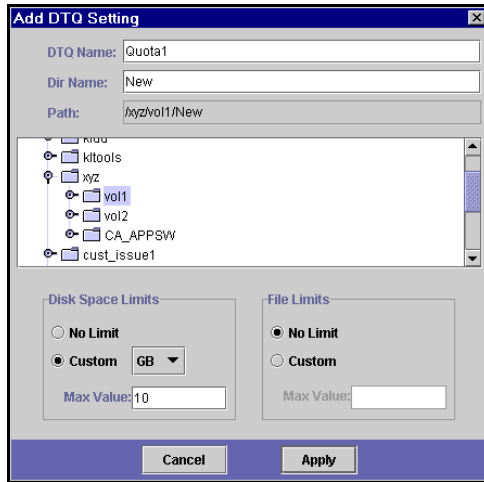 Add DTQ Setting
DTQ Name: Quota1
Dir Name: New
Path: /xyz/vol1/New
kltools
xyz
vol1
vol2
CA_APPSW
cust_issue1
Disk Space Limits File Limits
No Limit No Limit
Custom GB Custom
Max Value: 10 Max Value:
Cancel Apply